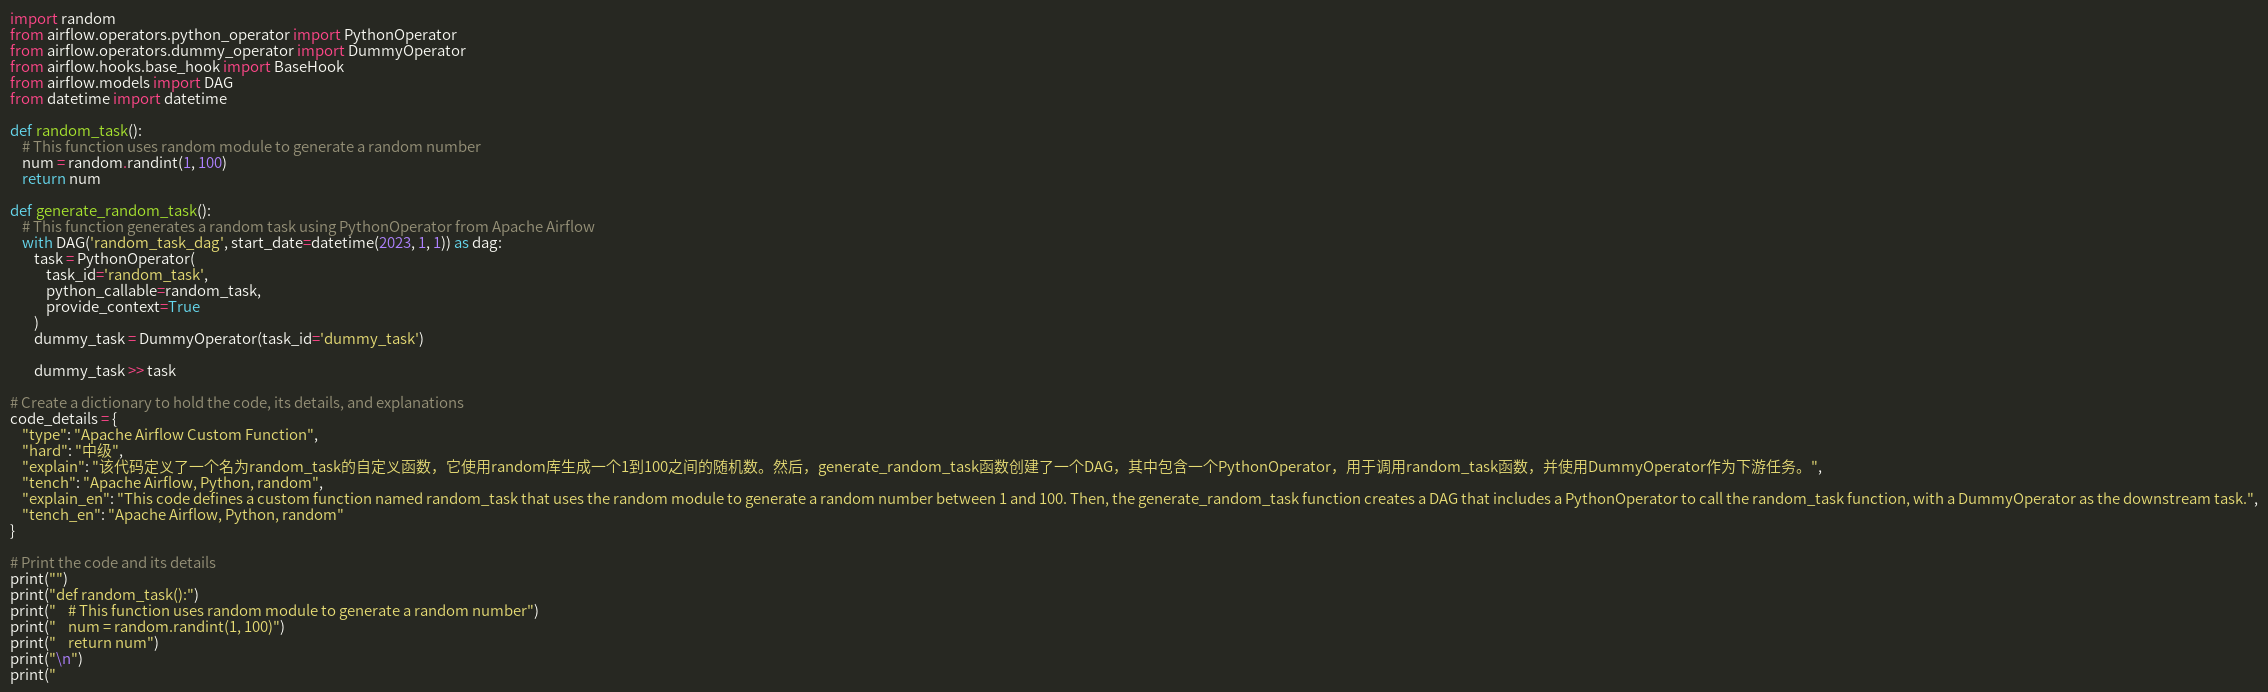 import random
from airflow.operators.python_operator import PythonOperator
from airflow.operators.dummy_operator import DummyOperator
from airflow.hooks.base_hook import BaseHook
from airflow.models import DAG
from datetime import datetime

def random_task():
    # This function uses random module to generate a random number
    num = random.randint(1, 100)
    return num

def generate_random_task():
    # This function generates a random task using PythonOperator from Apache Airflow
    with DAG('random_task_dag', start_date=datetime(2023, 1, 1)) as dag:
        task = PythonOperator(
            task_id='random_task',
            python_callable=random_task,
            provide_context=True
        )
        dummy_task = DummyOperator(task_id='dummy_task')

        dummy_task >> task

# Create a dictionary to hold the code, its details, and explanations
code_details = {
    "type": "Apache Airflow Custom Function",
    "hard": "中级",
    "explain": "该代码定义了一个名为random_task的自定义函数，它使用random库生成一个1到100之间的随机数。然后，generate_random_task函数创建了一个DAG，其中包含一个PythonOperator，用于调用random_task函数，并使用DummyOperator作为下游任务。",
    "tench": "Apache Airflow, Python, random",
    "explain_en": "This code defines a custom function named random_task that uses the random module to generate a random number between 1 and 100. Then, the generate_random_task function creates a DAG that includes a PythonOperator to call the random_task function, with a DummyOperator as the downstream task.",
    "tench_en": "Apache Airflow, Python, random"
}

# Print the code and its details
print("")
print("def random_task():")
print("    # This function uses random module to generate a random number")
print("    num = random.randint(1, 100)")
print("    return num")
print("\n")
print("